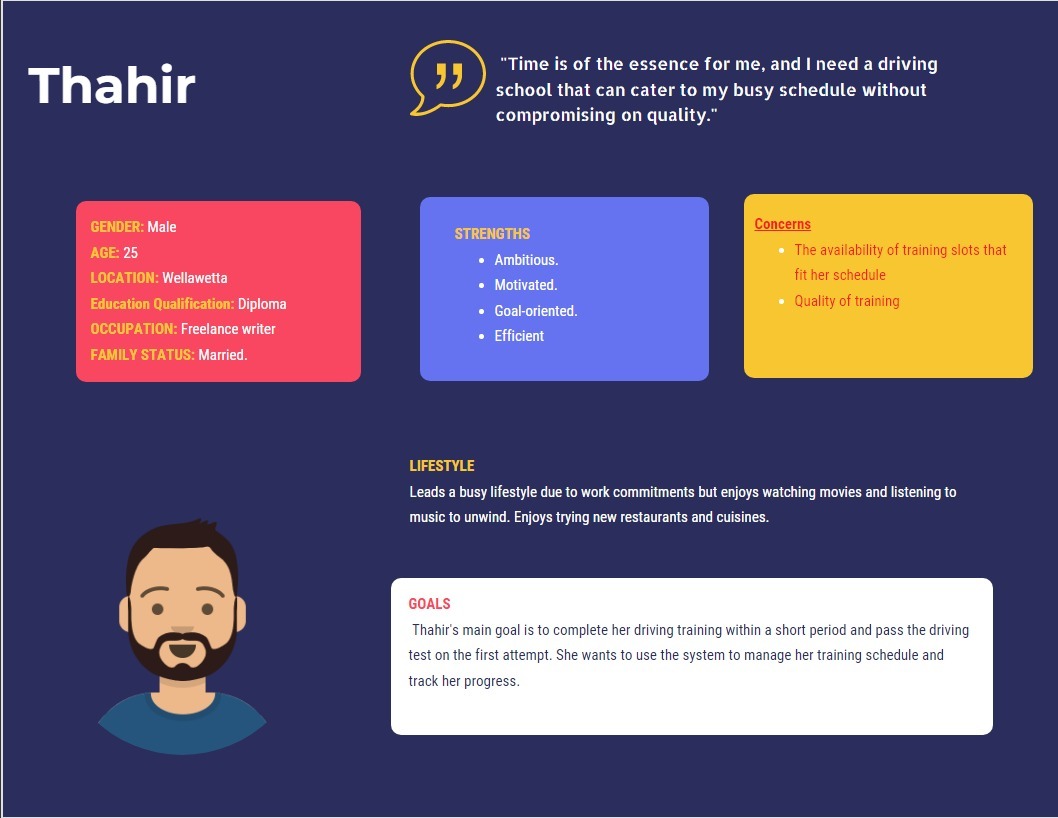 Thahir
"Time is of the essence for me, and I need a driving
school that can cater to my busy schedule without
compromising on quality."
GENDER: Male
AGE: 25
LOCATION: Wellawetta
Education Qualification: Diploma
OCCUPATION: Freelance writer
FAMILY STATUS: Married.
STRENGTHS
• Ambitious.
• Motivated.
• Goal-oriented.
• Efficient
Concerns
• The availability of training slots that
fit her schedule
• Quality of training
LIFESTYLE
Leads a busy lifestyle due to work commitments but enjoys watching movies and listening to
music to unwind. Enjoys trying new restaurants and cuisines.
GOALS
Thahir's main goal is to complete her driving training within a short period and pass the driving
test on the first attempt. She wants to use the system to manage her training schedule and
track her progress.